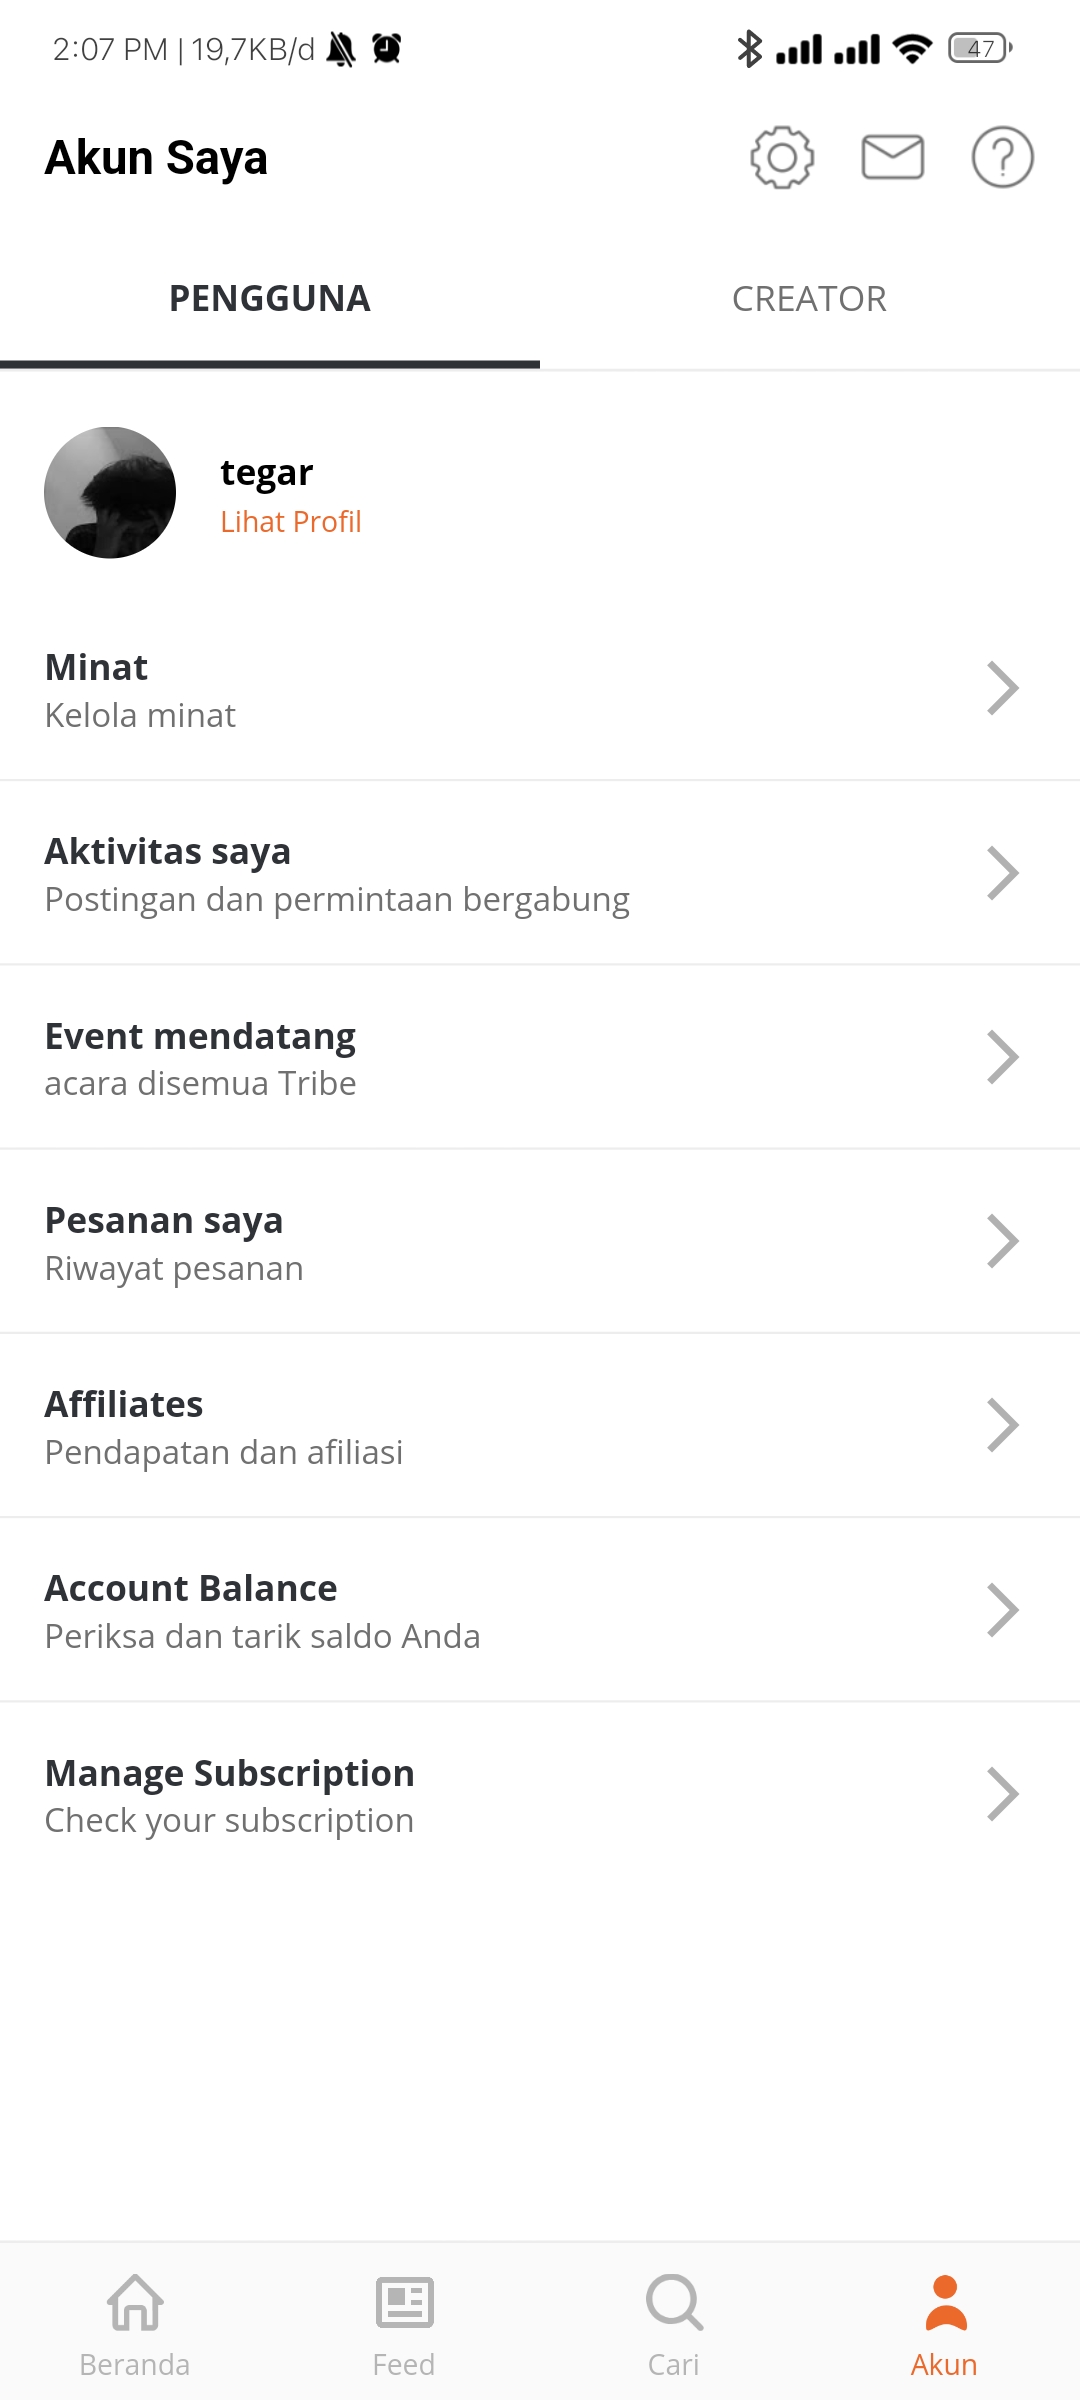 2:07 PM | 19,7KB/d
47
Akun Saya
PENGGUNA
CREATOR
tegar
Lihat Profil
Minat
Kelola minat
Aktivitas saya
Postingan dan permintaan bergabung
Event mendatang
acara disemua Tribe
Pesanan saya
Riwayat pesanan
Affiliates
Pendapatan dan afiliasi
Account Balance
Periksa dan tarik saldo Anda
Manage Subscription
Check your subscription
Beranda
Feed
Cari
Akun